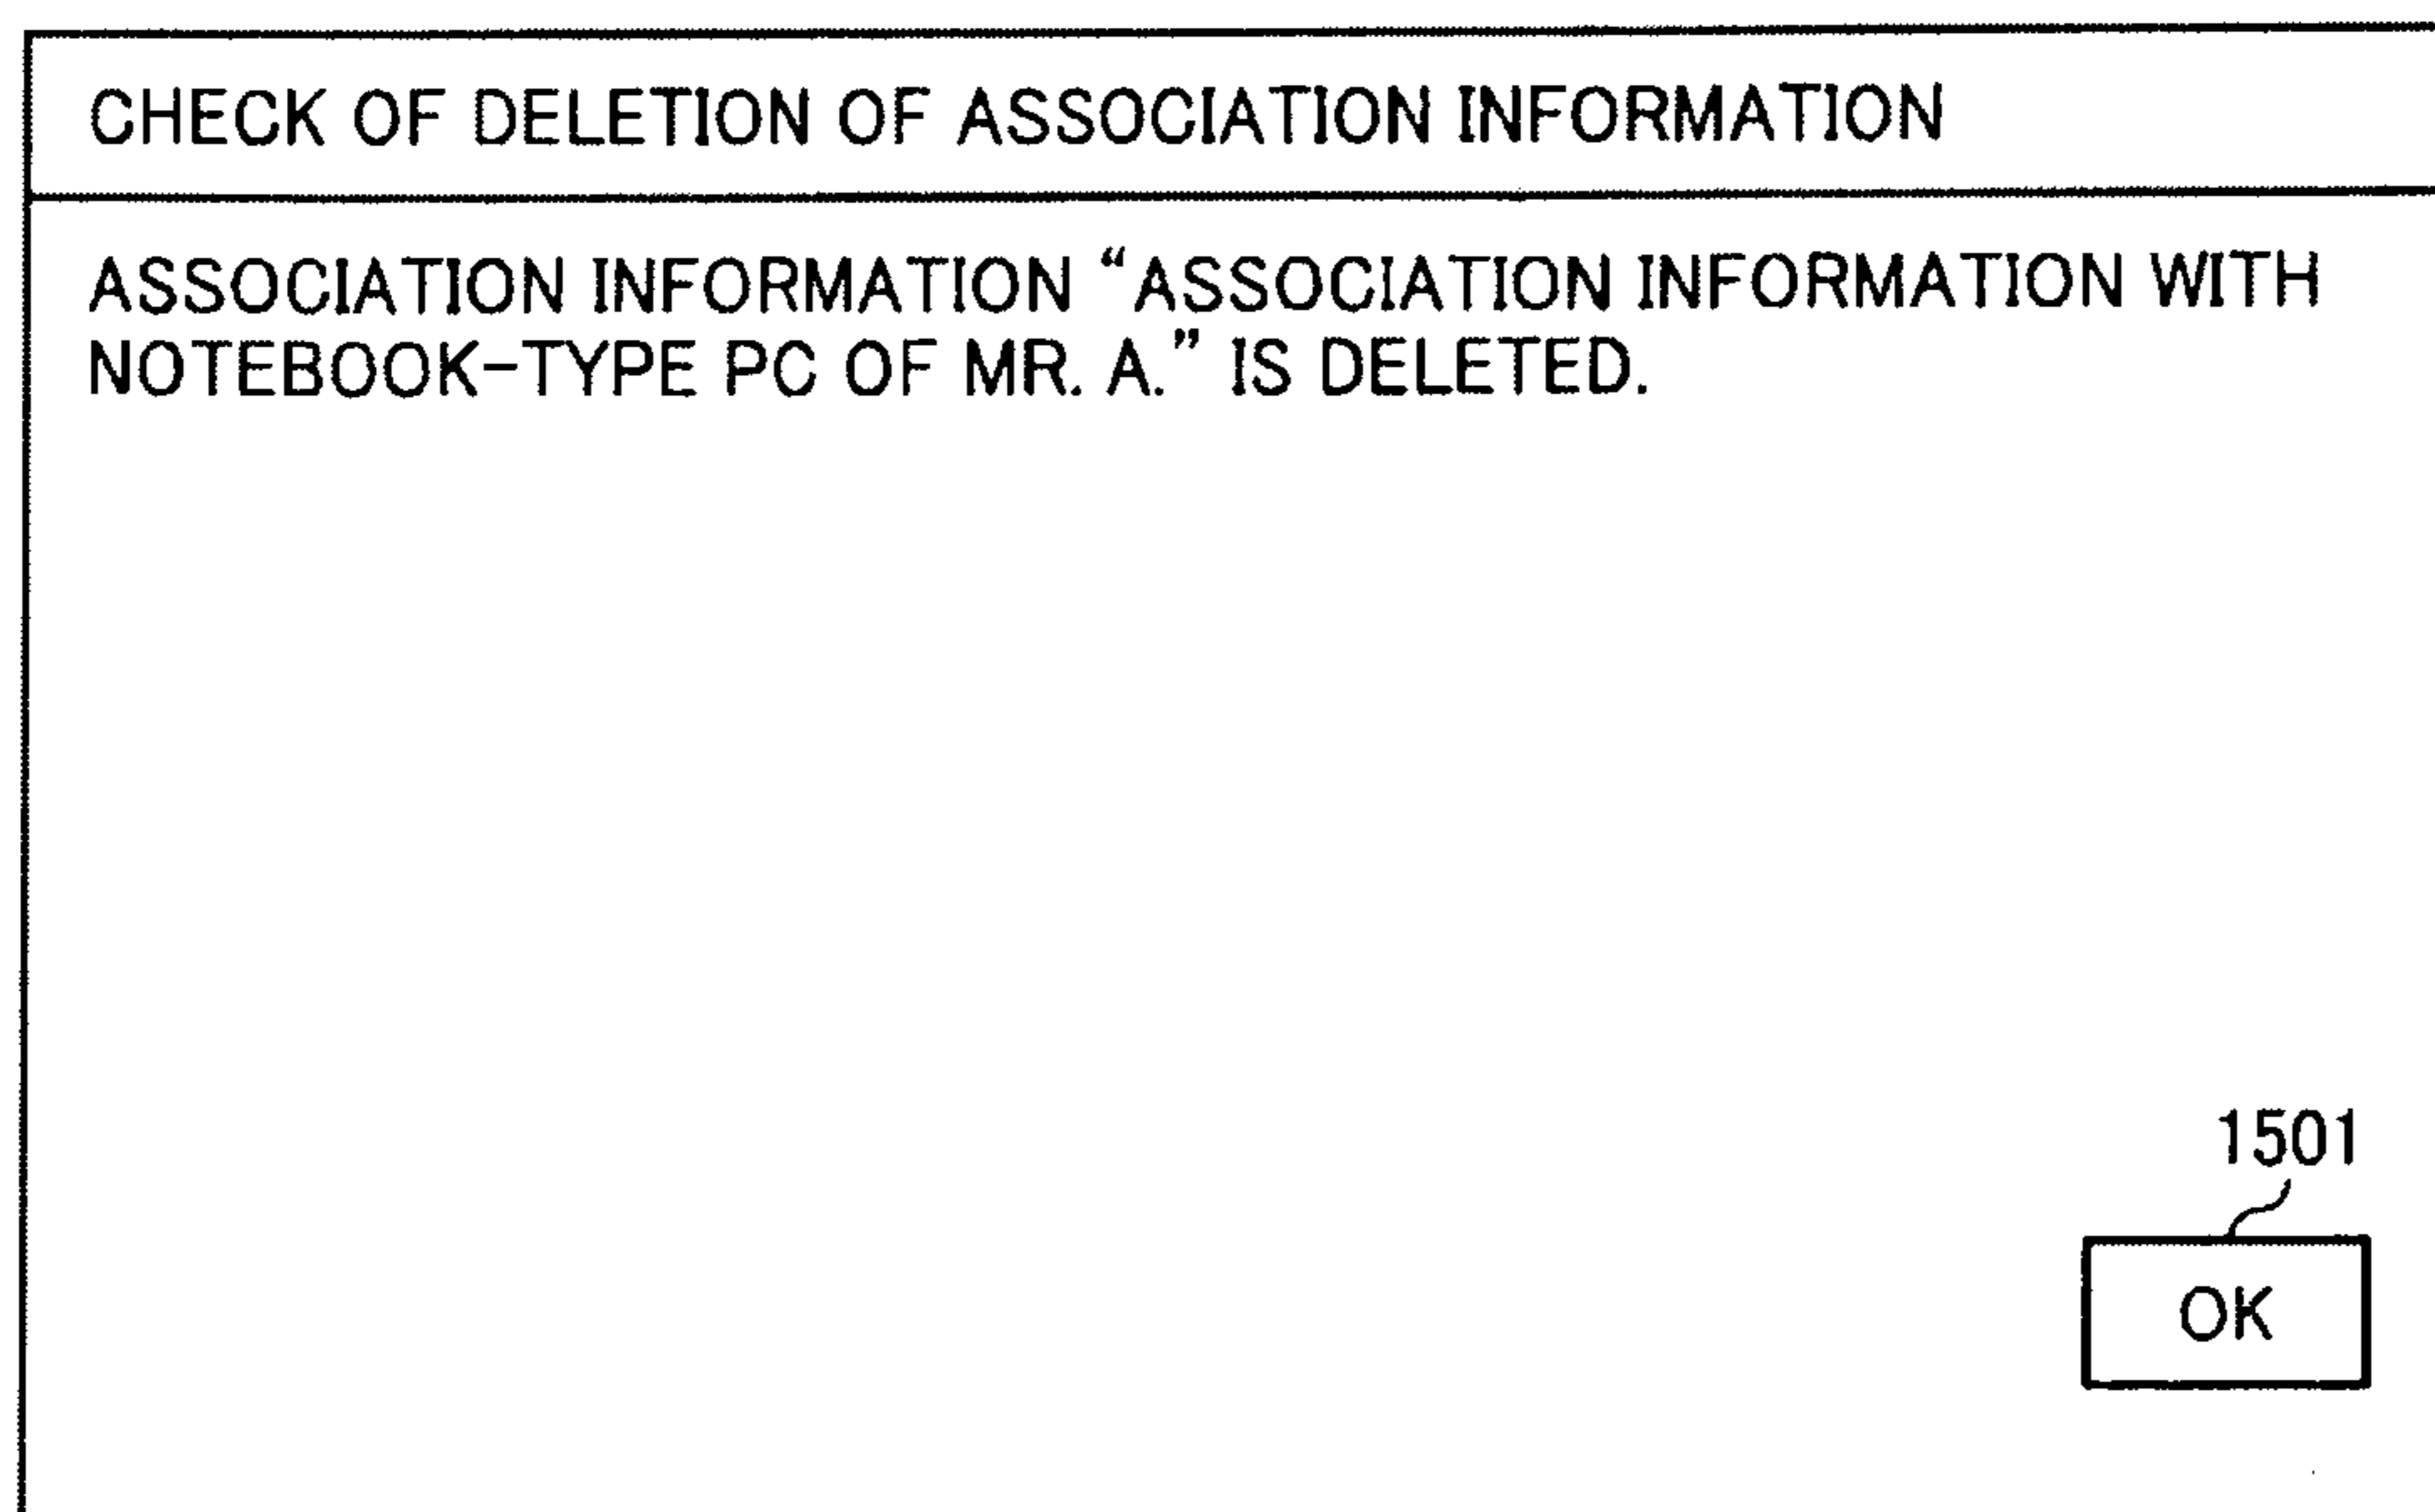 CHECK OF DELETION OF ASSOCIATION INFORMATION
ASSOCIATION INFORMATION “ASSOCIATION INFORMATION WITH
NOTEBOOK-TYPE PC OF MR. A.” IS DELETED.
1501
OK